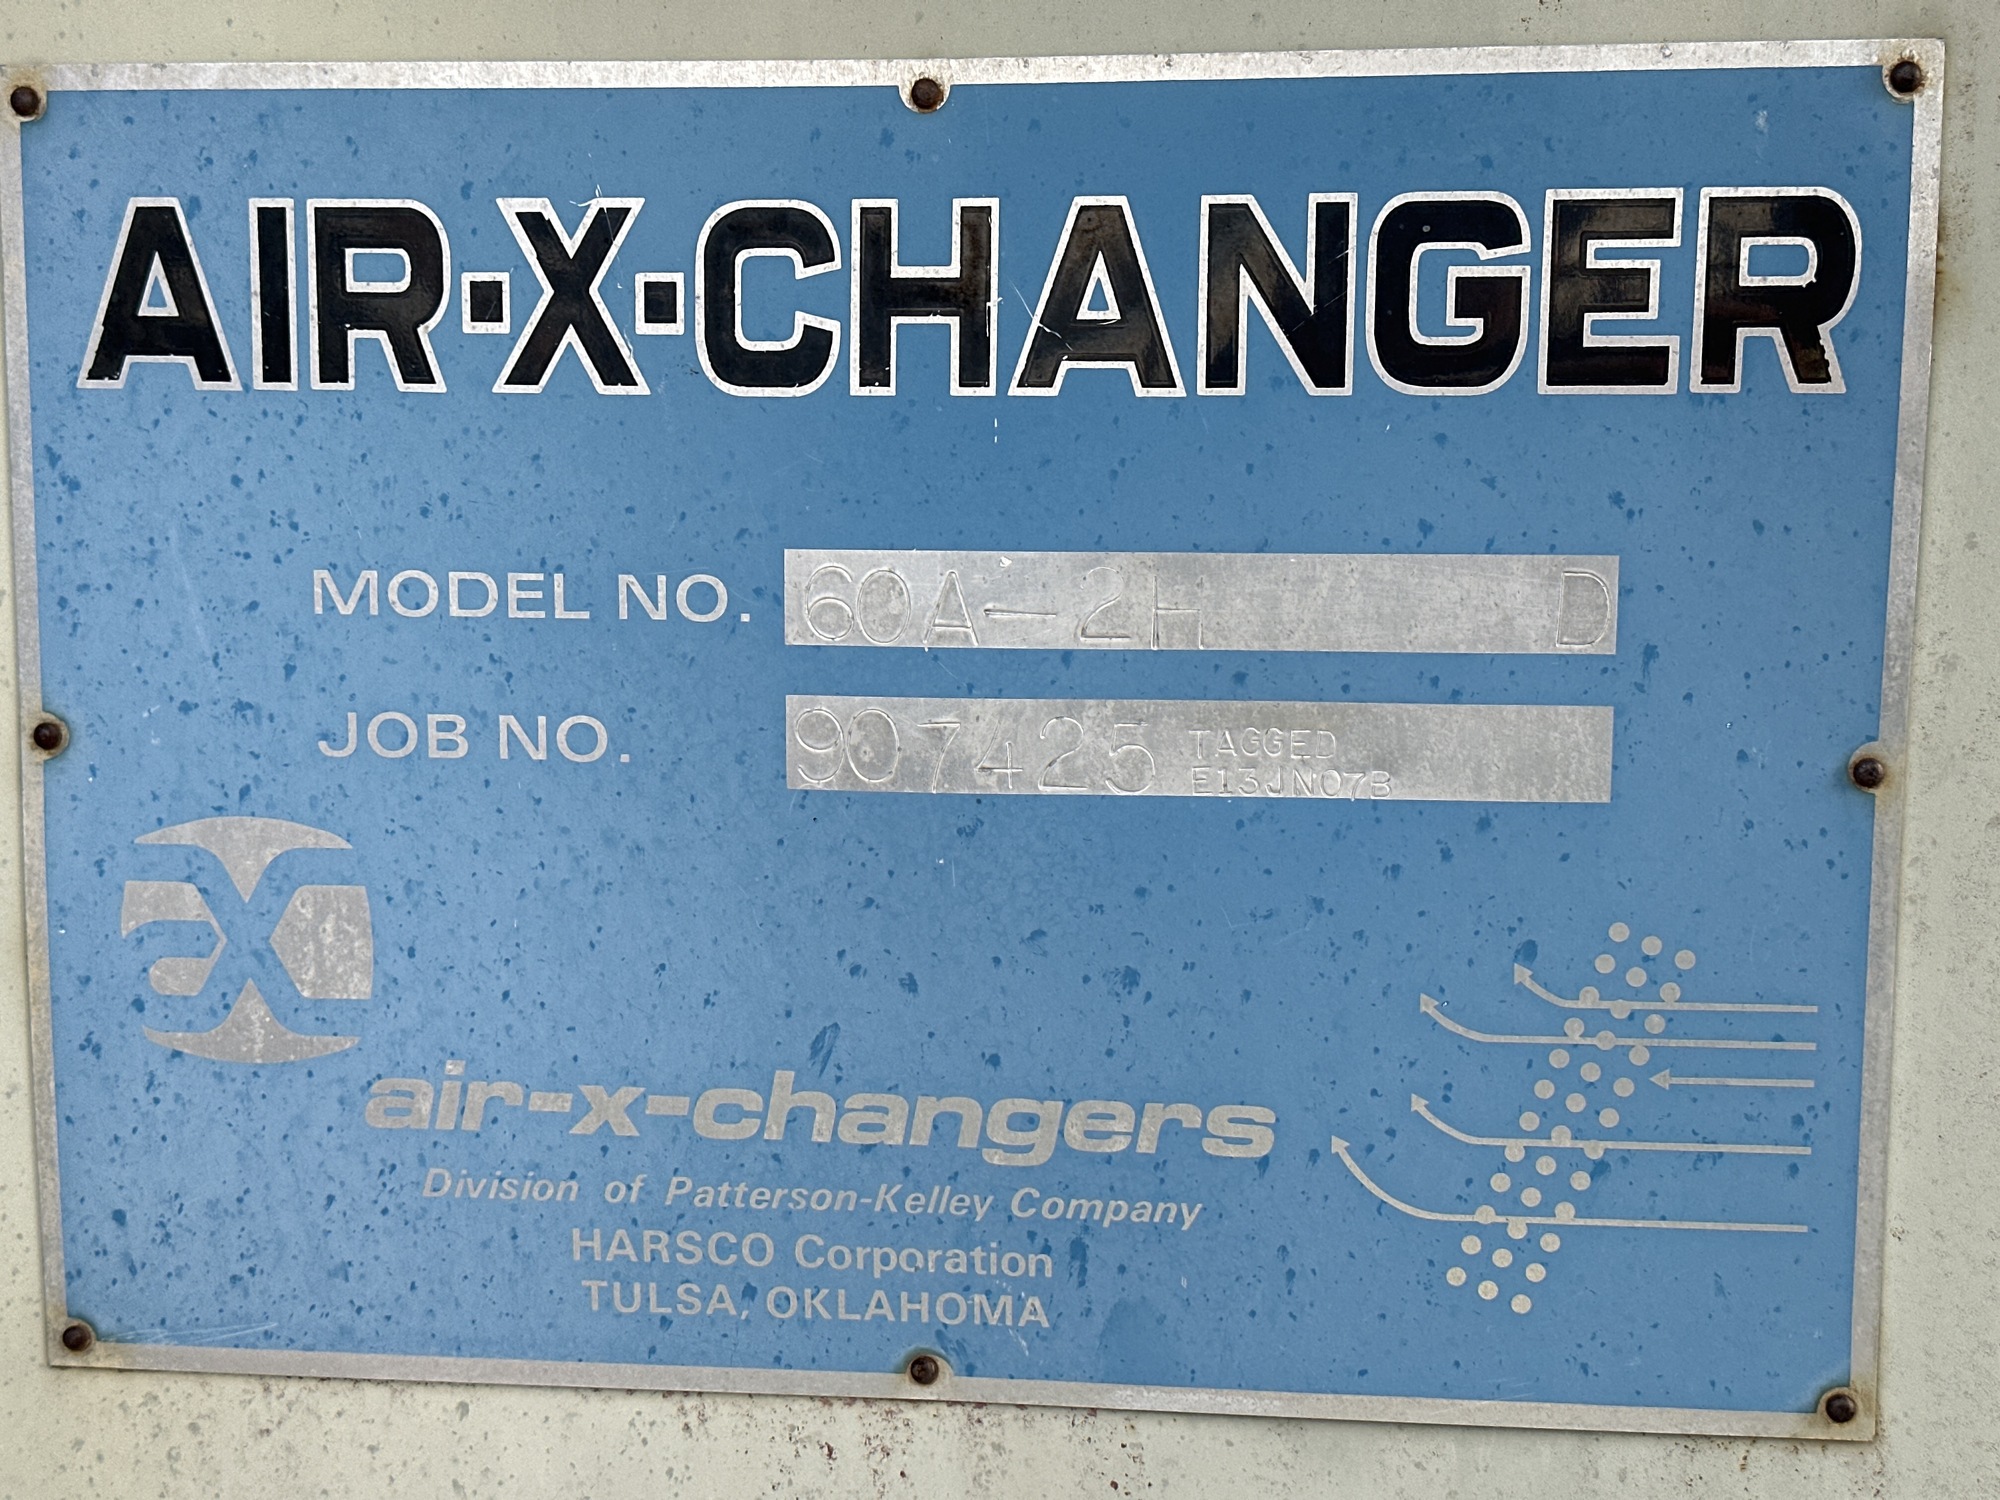 AIR·X·CHANGER
MODEL NO. 60A-2H D
JOB NO. 907425 TAGGED
E13JN07B
air-x-changers
Division of Patterson-Kelley Company
HARSCO Corporation
TULSA, OKLAHOMA